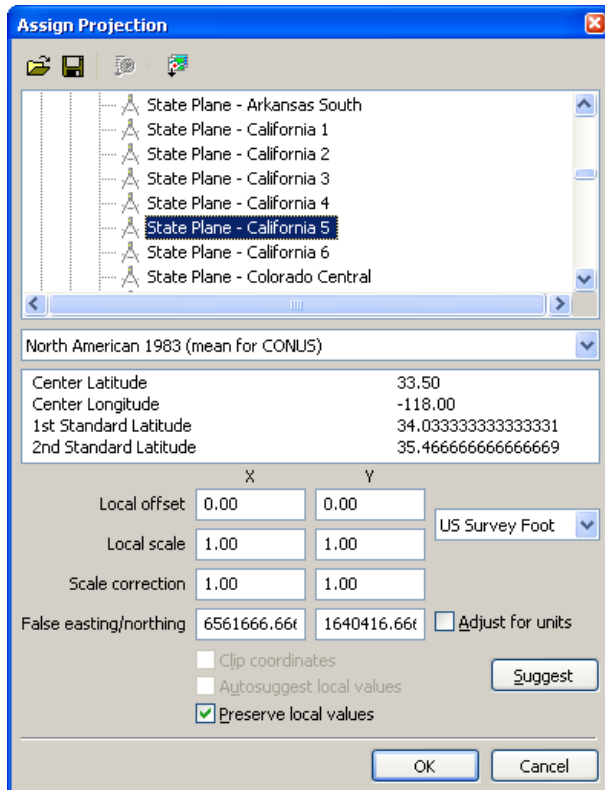 Assign Projection
State Plane - Arkansas South
State Plane - California 1
State Plane - California 2
State Plane - California 3
State Plane - California 4
State Plane - California 5
State Plane - California 6
State Plane - Colorado Central
North American 1983 (mean for CONUS)
Center Latitude 33.50
Center Longitude -118.00
1st Standard Latitude 34.033333333333331
2nd Standard Latitude 35.466666666666669
X Y
Local offset 0.00 0.00 US Survey Foot
Local scale 1.00 1.00
Scale correction 1.00 1.00
False easting/northing 6561666.666 1640416.666 Adjust for units
Clip coordinates
Autosuggest local values
Suggest
Preserve local values
OK Cancel